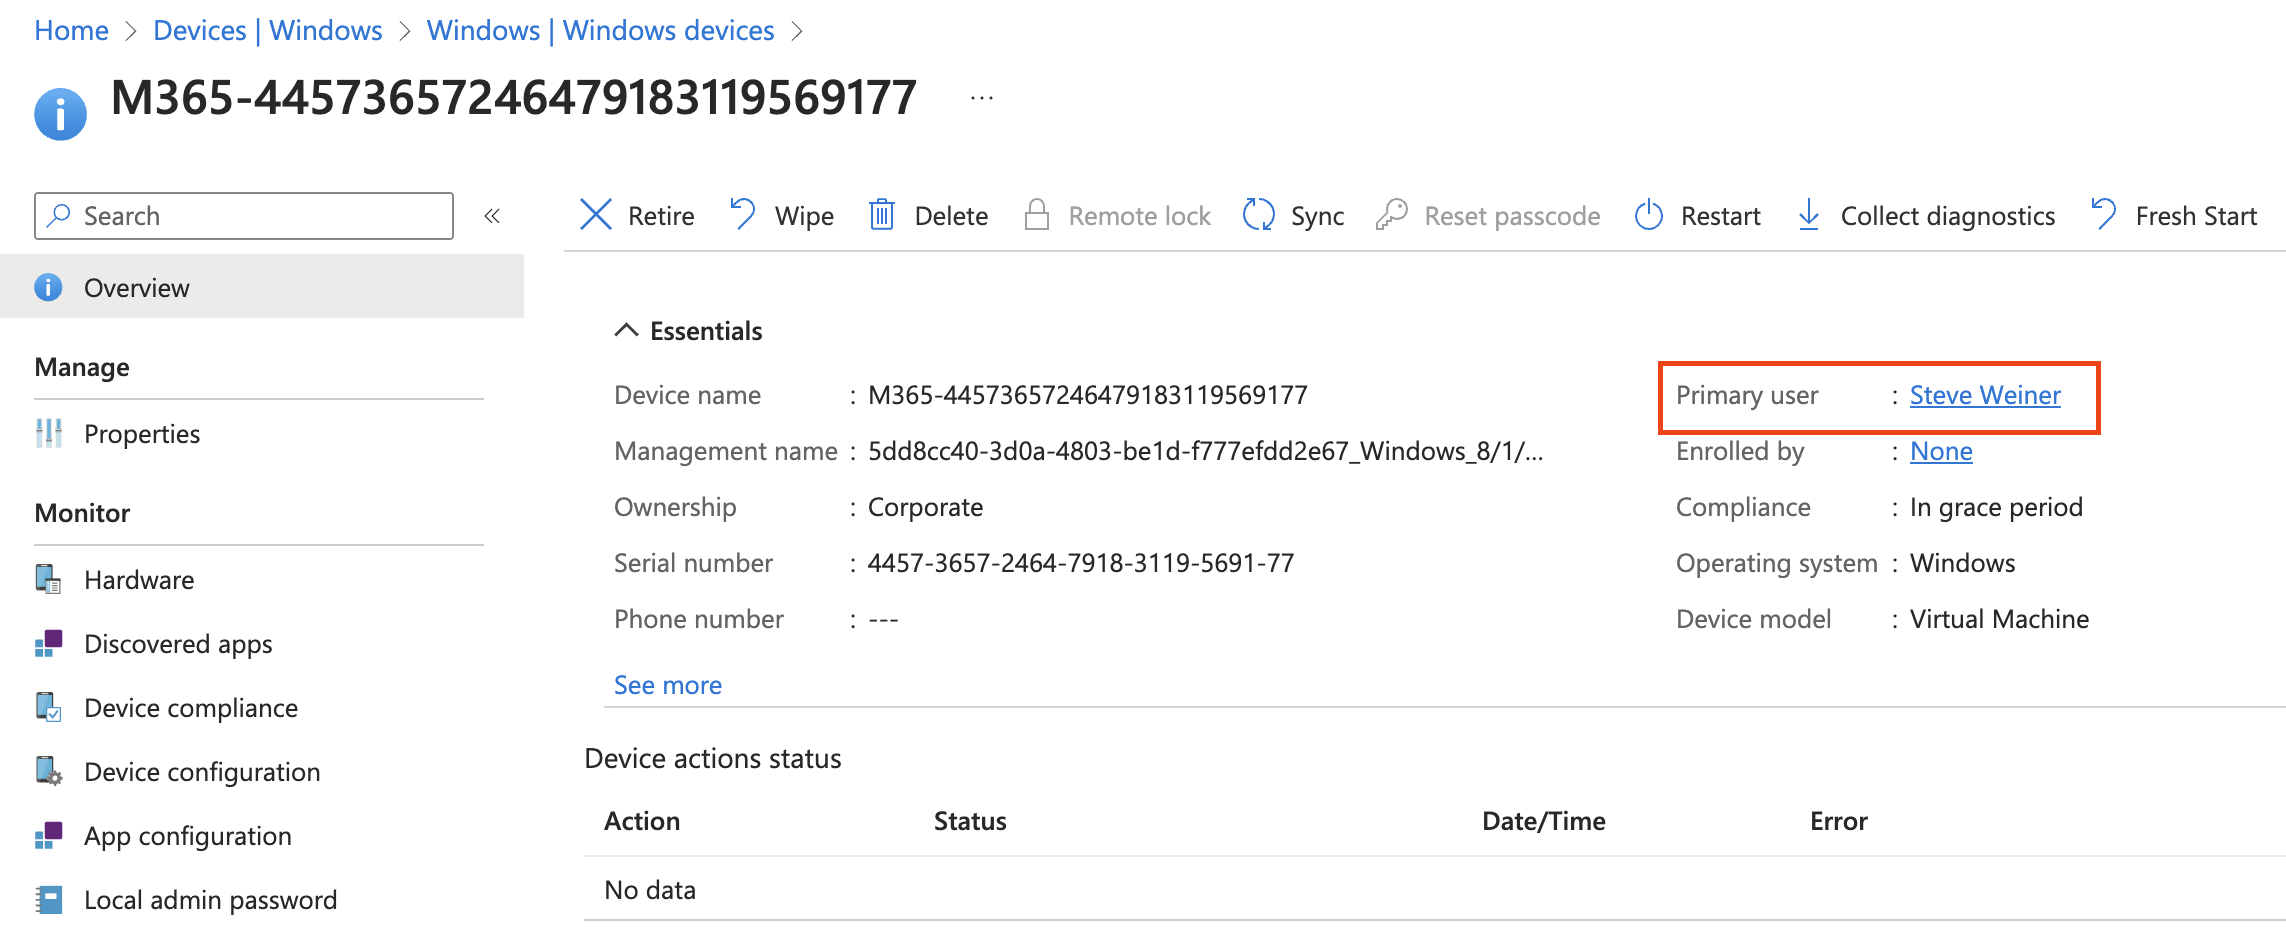 Home > Devices | Windows > Windows | Windows devices >
M365-44573657246479183119569177 ...
Search «
Retire Wipe Delete Remote lock Sync Reset passcode Restart Collect diagnostics Fresh Start
Overview
Manage
Properties
Monitor
Hardware
Discovered apps
Device compliance
Device configuration
App configuration
Local admin password
Essentials
Device name : M365-44573657246479183119569177
Management name : 5dd8cc40-3d0a-4803-be1d-f777efdd2e67_Windows_8/1/...
Ownership : Corporate
Serial number : 4457-3657-2464-7918-3119-5691-77
Phone number : ---
See more
Primary user : Steve Weiner
Enrolled by : None
Compliance : In grace period
Operating system : Windows
Device model : Virtual Machine
Device actions status
Action Status Date/Time Error
No data